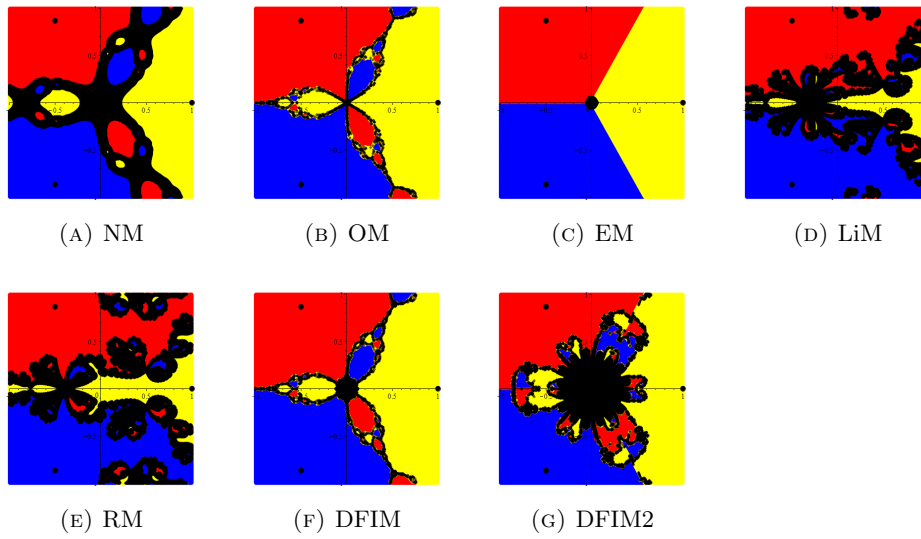 (A) NM
(B) OM
(C) EM
(D) LiM
(E) RM
(F) DFIM
(G) DFIM2